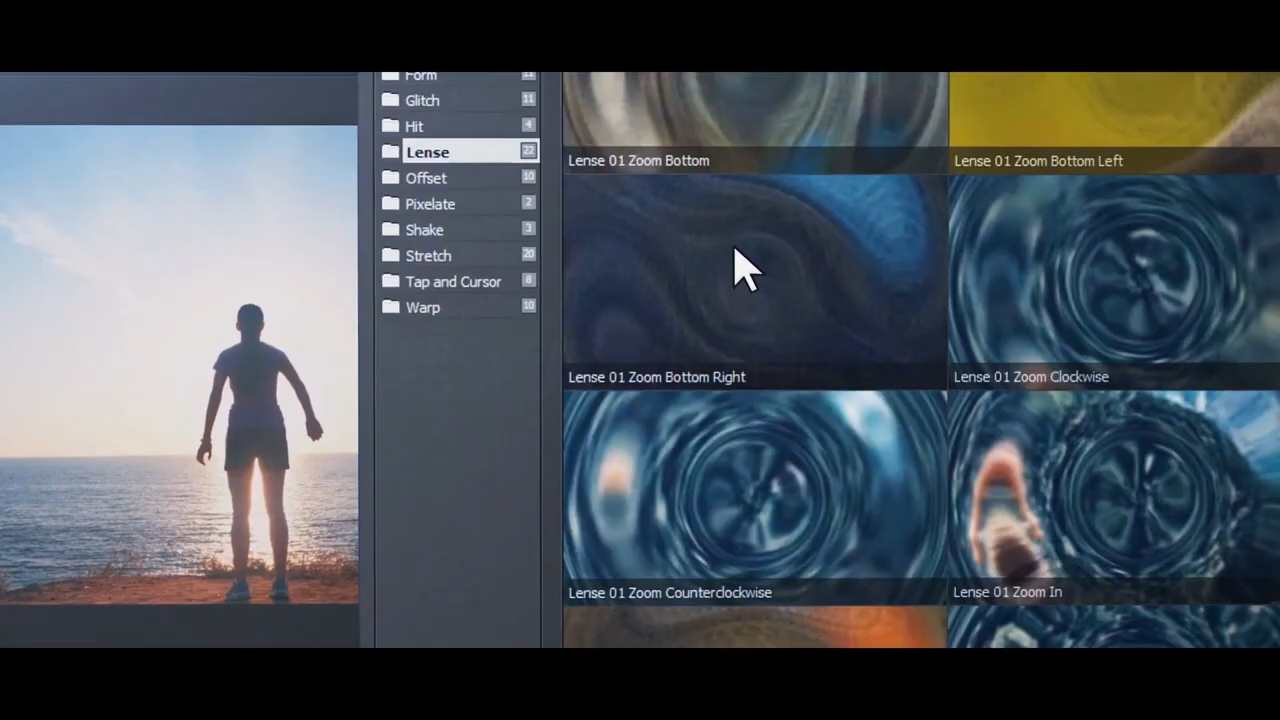 Form 11
Glitch 11
Hit 4
Lense 22
Offset 10
Pixelate 2
Shake 3
Stretch 20
Tap and Cursor 8
Warp 10
Lense 01 Zoom Bottom
Lense 01 Zoom Bottom Left
Lense 01 Zoom Bottom Right
Lense 01 Zoom Clockwise
Lense 01 Zoom Counterclockwise
Lense 01 Zoom In